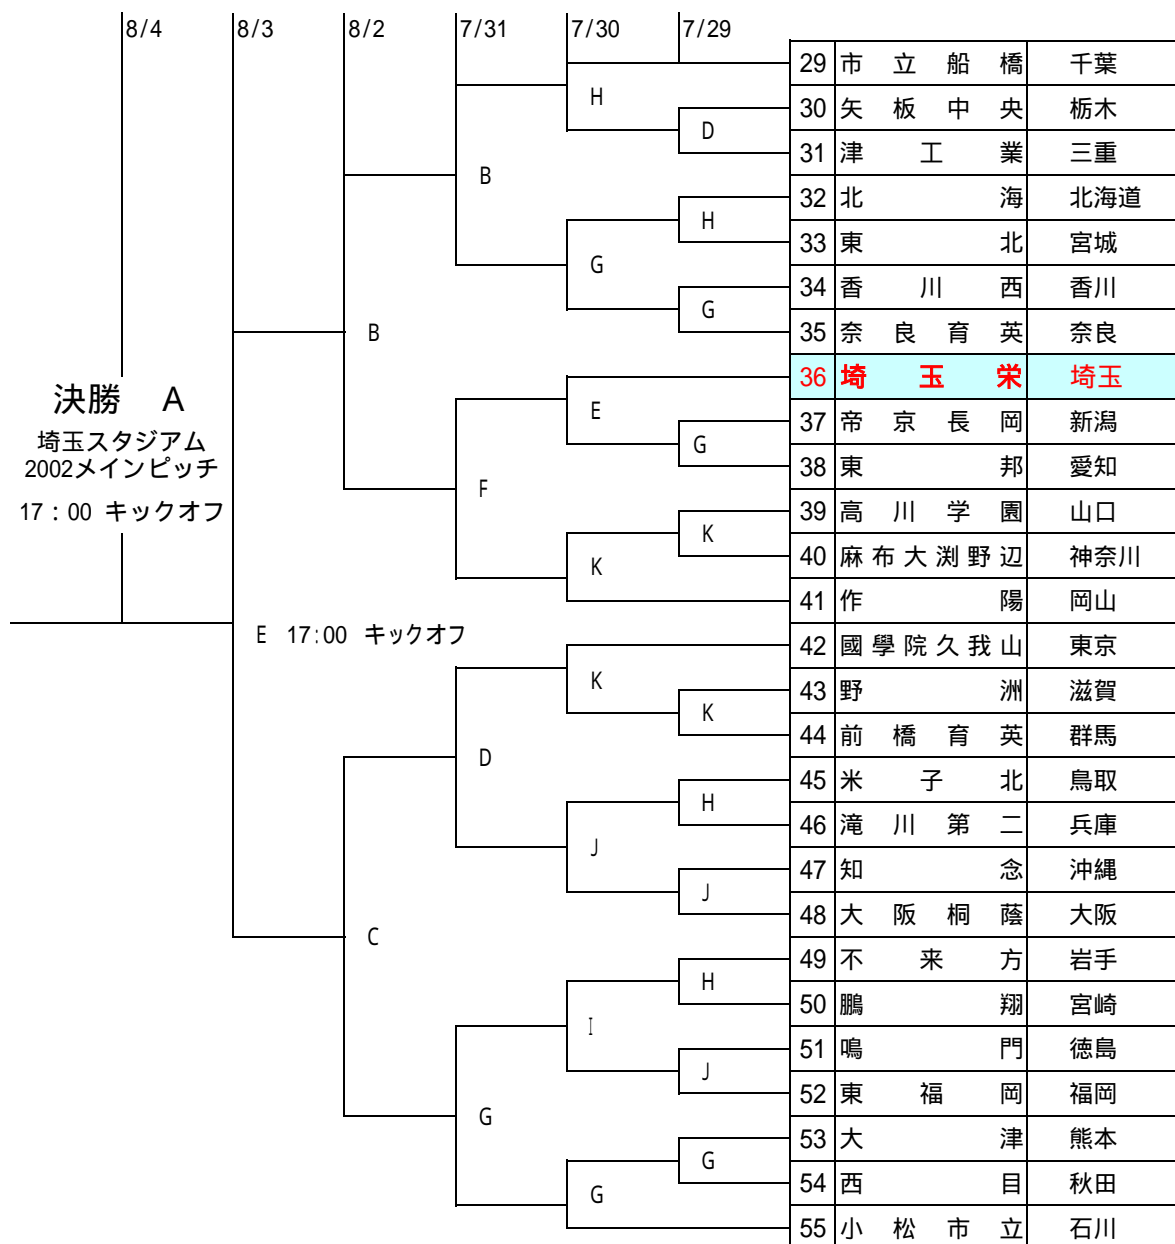 8/4 8/3 8/2 7/31 7/30 7/29
29 市立船橋 千葉
H
30 矢板中央 栃木
D
31 津工業 三重
B
32 北海 北海道
H
33 東北 宮城
G
34 香川西 香川
G
35 奈良育英 奈良
B
36 埼玉栄 埼玉
決勝 A
E
37 帝京長岡 新潟
埼玉スタジアム
G
2002メインピッチ
38 東邦 愛知
F
17：00 キックオフ
39 高川学園 山口
K
40 麻布大渕野辺 神奈川
K
41 作陽 岡山
E 17:00 キックオフ
42 國學院久我山 東京
K
43 野洲 滋賀
K
44 前橋育英 群馬
D
45 米子北 鳥取
H
46 滝川第二 兵庫
J
47 知念 沖縄
J
48 大阪桐蔭 大阪
C
49 不来方 岩手
H
50 鵬翔 宮崎
I
51 鳴門 徳島
J
52 東福岡 福岡
G
53 大津 熊本
G
54 西目 秋田
G
55 小松市立 石川